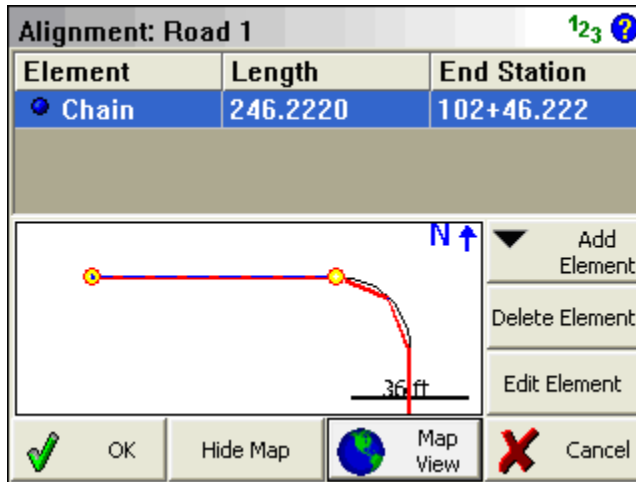 Alignment: Road 1 123 ?
Element Length End Station
Chain 246.2220 102+46.222
N
Add
Element
Delete Element
36 ft
Edit Element
OK Hide Map Map View Cancel